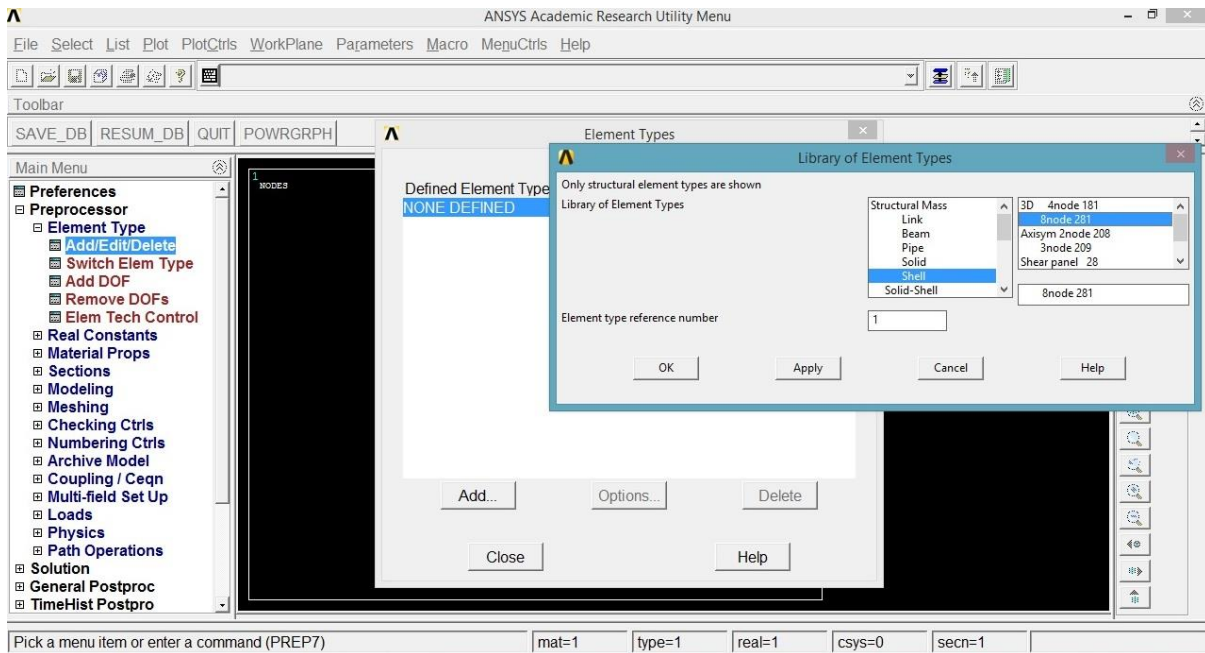 ANSYS Academic Research Utility Menu
File Select List Plot PlotCtrls WorkPlane Parameters Macro MenuCtrls Help
Toolbar
SAVE_DB RESUM_DB QUIT POWRGRPH
Main Menu
Preferences
Preprocessor
Element Type
Add/Edit/Delete
Switch Elem Type
Add DOF
Remove DOFs
Elem Tech Control
Real Constants
Material Props
Sections
Modeling
Meshing
Checking Ctrls
Numbering Ctrls
Archive Model
Coupling / Ceqn
Multi-field Set Up
Loads
Physics
Path Operations
Solution
General Postproc
TimeHist Postpro
1
NODES
Element Types
Defined Element Type
NONE DEFINED
Add...
Options...
Delete
Close
Help
Library of Element Types
Only structural element types are shown
Library of Element Types
Structural Mass
Link
Beam
Pipe
Solid
Shell
Solid-Shell
3D 4node 181
8node 281
Axisym 2node 208
3node 209
Shear panel 28
8node 281
Element type reference number
1
OK
Apply
Cancel
Help
Pick a menu item or enter a command (PREP7)
mat=1
type=1
real=1
csys=0
secn=1